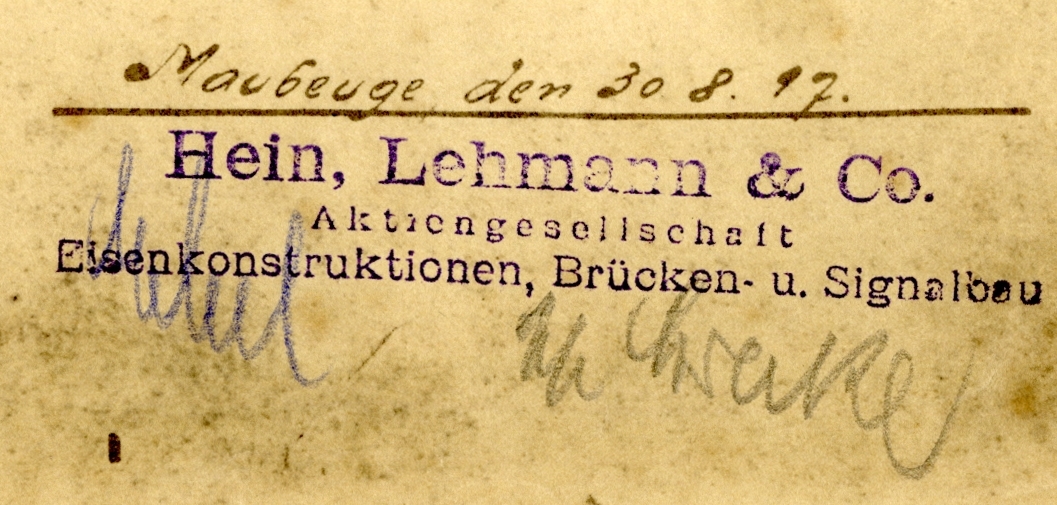 Maubeuge, den 30 8. 17.
Hein, Lehmann & Co.
Aktiengesellschaft
Eisenkonstruktionen, Brücken- u. Signalbau